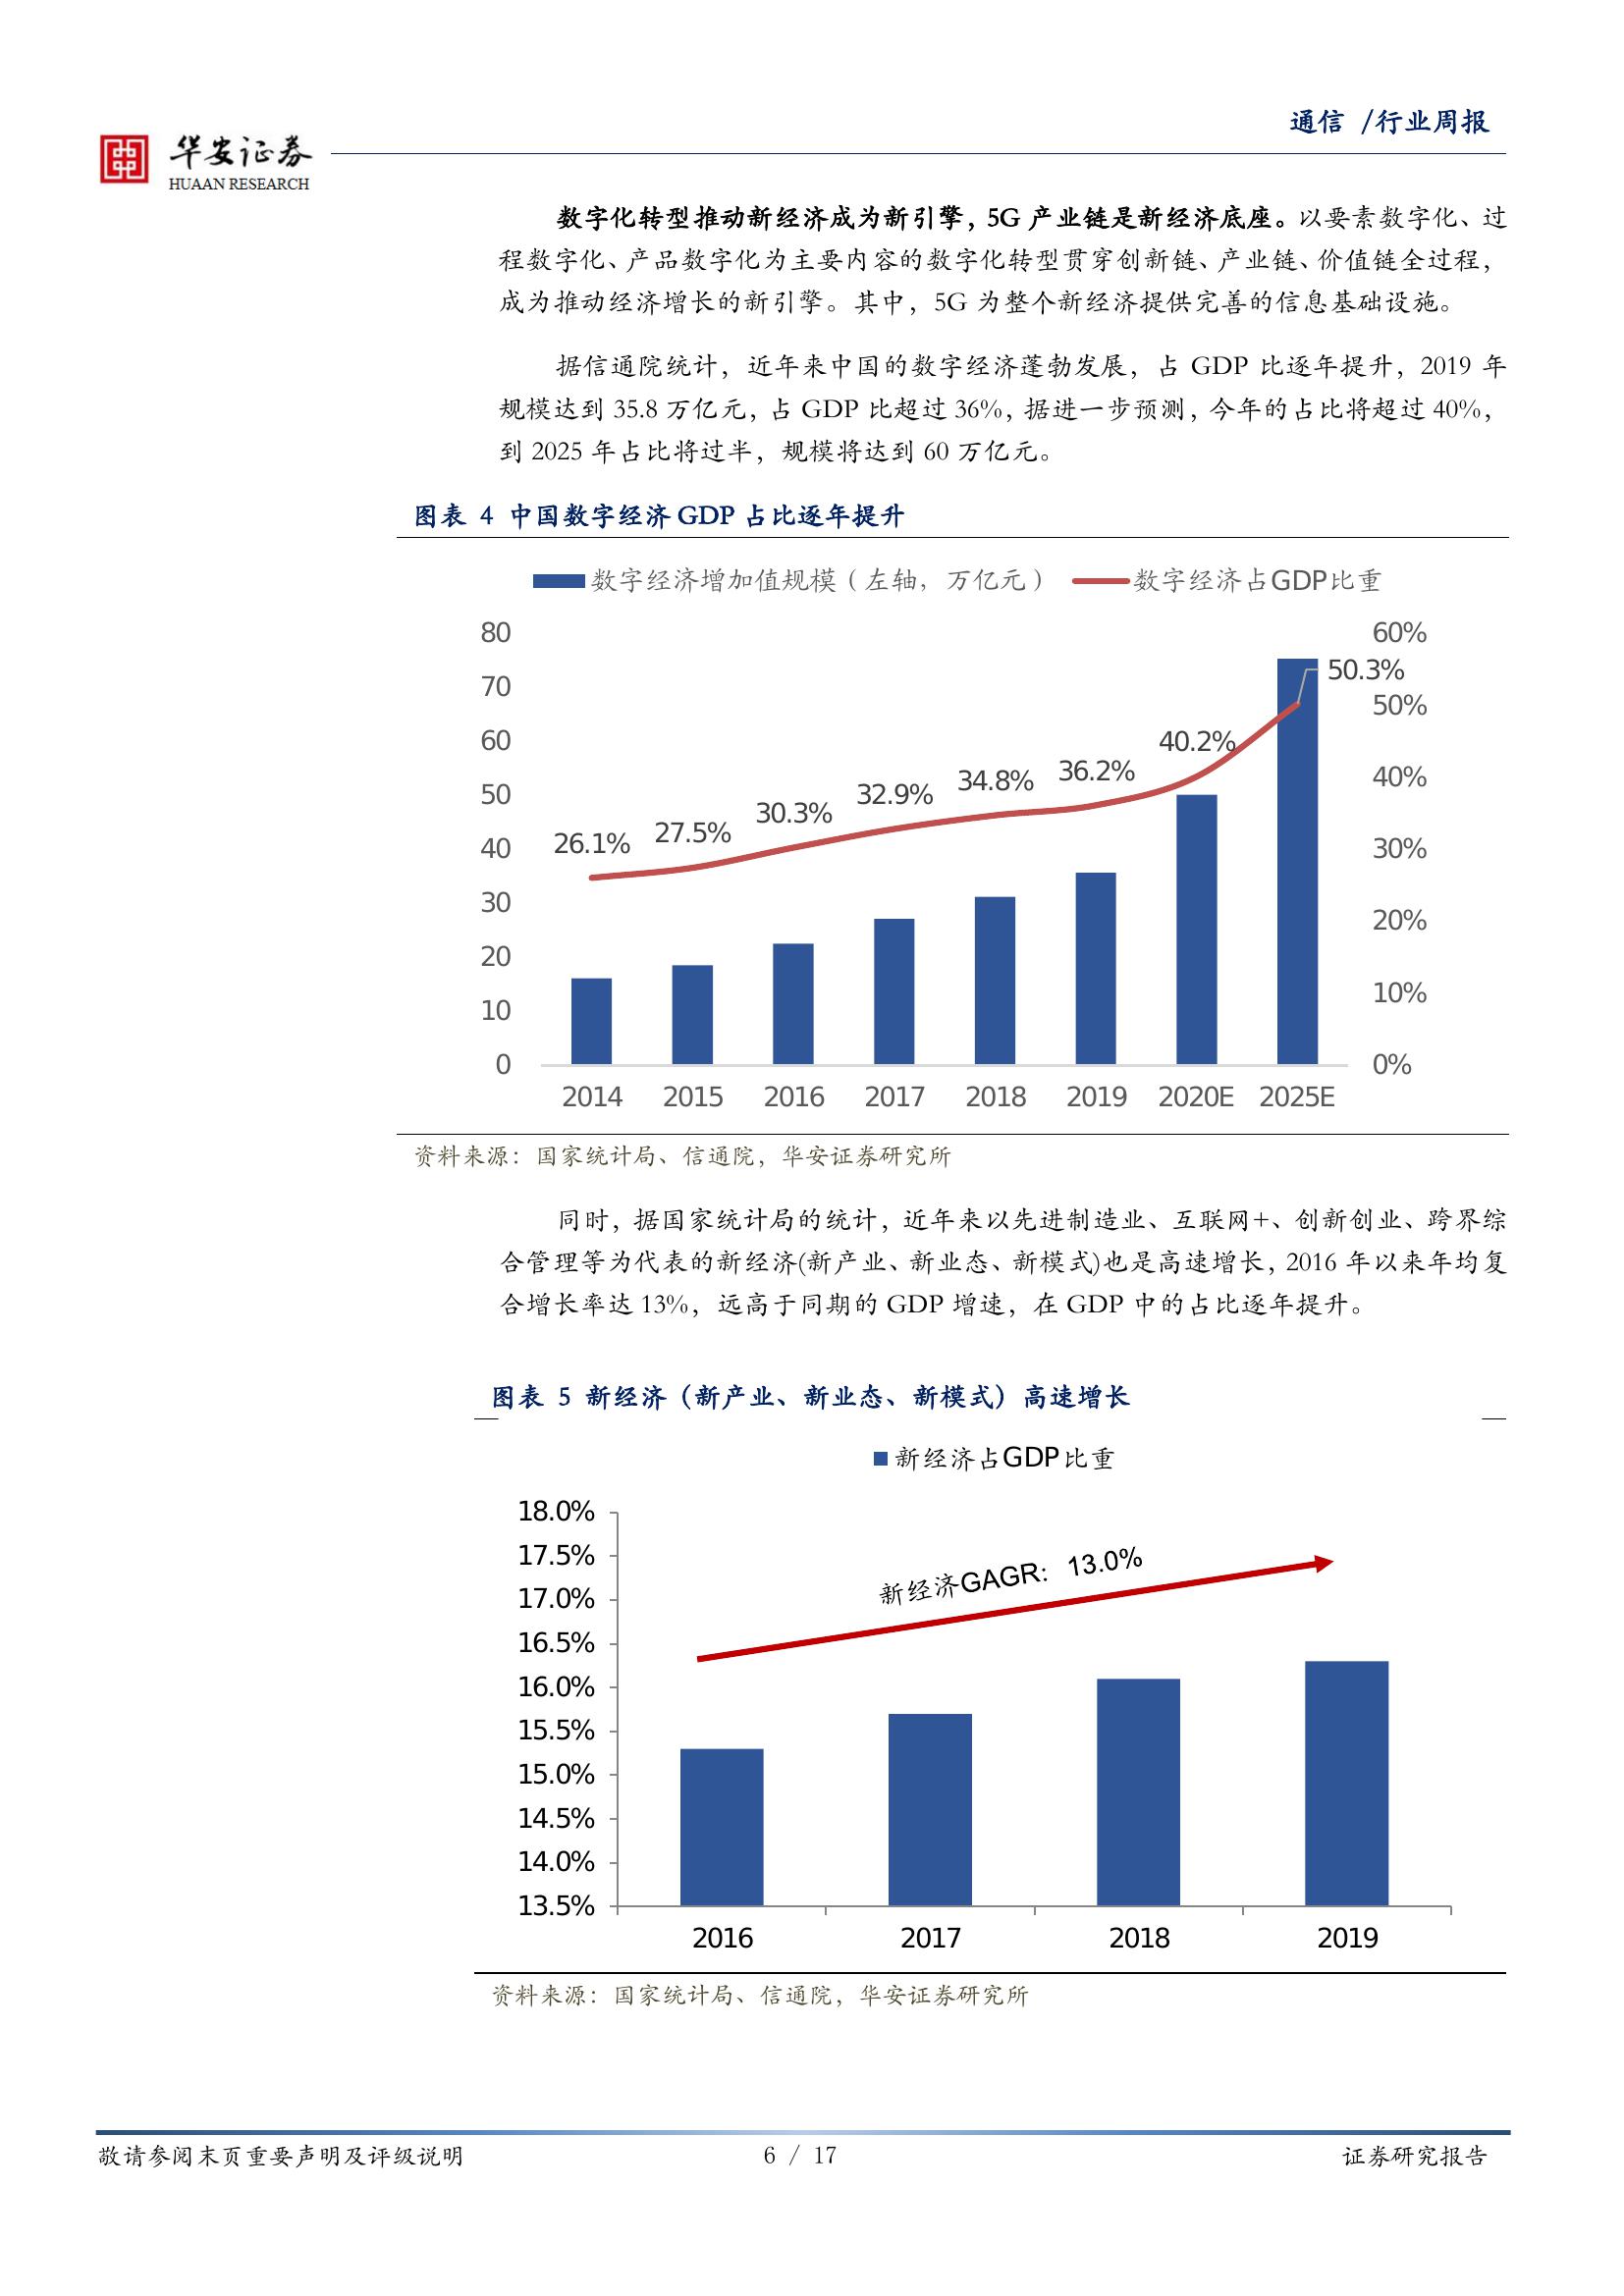 通信 /行业周报
华安证券
HUAAN RESEARCH
数字化转型推动新经济成为新引擎，5G 产业链是新经济底座。以要素数字化、过
程数字化、产品数字化为主要内容的数字化转型贯穿创新链、产业链、价值链全过程，
成为推动经济增长的新引擎。其中，5G 为整个新经济提供完善的信息基础设施。
据信通院统计，近年来中国的数字经济蓬勃发展，占 GDP 比逐年提升，2019 年
规模达到 35.8 万亿元，占 GDP 比超过 36%，据进一步预测，今年的占比将超过 40%，
到 2025 年占比将过半，规模将达到 60 万亿元。
图表 4 中国数字经济 GDP 占比逐年提升
数字经济增加值规模（左轴，万亿元） 数字经济占GDP比重
80 60%
50.3%
70 50%
60 40.2%
50 34.8% 36.2% 40%
30.3% 32.9%
40 26.1% 27.5% 30%
30 20%
20 10%
10
0 0%
2014 2015 2016 2017 2018 2019 2020E 2025E
资料来源：国家统计局、信通院，华安证券研究所
同时，据国家统计局的统计，近年来以先进制造业、互联网+、创新创业、跨界综
合管理等为代表的新经济(新产业、新业态、新模式)也是高速增长，2016 年以来年均复
合增长率达 13%，远高于同期的 GDP 增速，在 GDP 中的占比逐年提升。
图表 5 新经济（新产业、新业态、新模式）高速增长
新经济占GDP比重
18.0%
17.5%
新经济GAGR: 13.0%
17.0%
16.5%
16.0%
15.5%
15.0%
14.5%
14.0%
13.5%
2016 2017 2018 2019
资料来源：国家统计局、信通院，华安证券研究所
敬请参阅末页重要声明及评级说明 6 / 17 证券研究报告